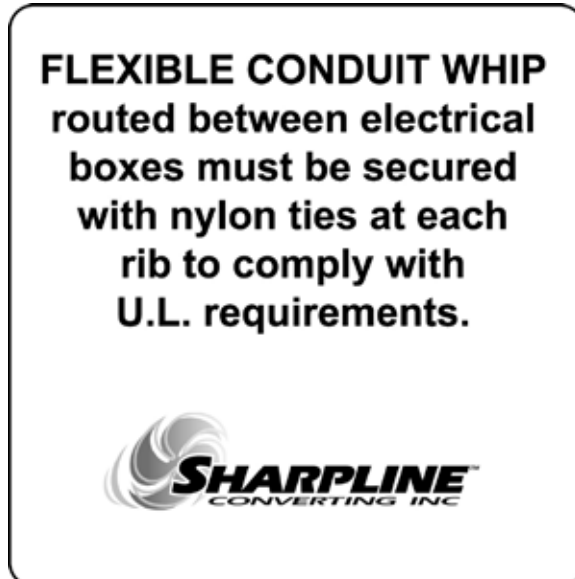 FLEXIBLE CONDUIT WHIP
routed between electrical
boxes must be secured
with nylon ties at each
rib to comply with
U.L. requirements.
SHARPLINE™
CONVERTING INC